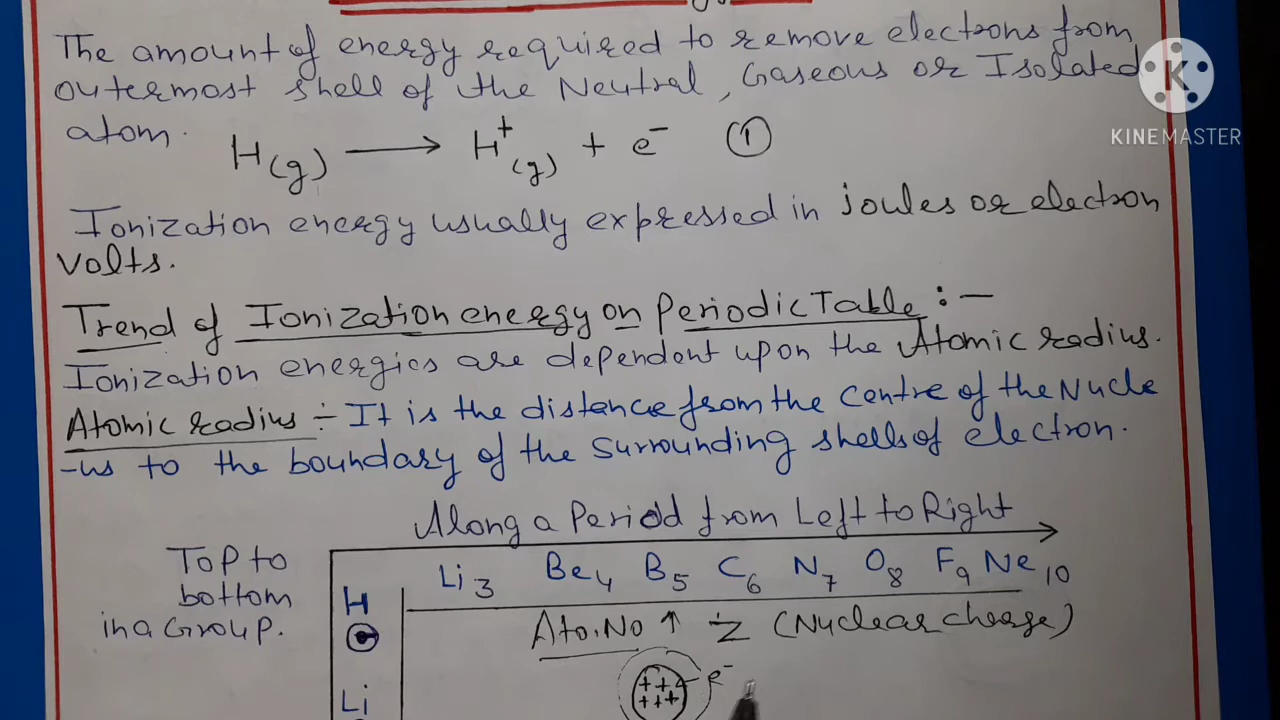 The amount of energy required to remove electrons from
outermost shell of the Neutral, Gaseous or Isolated
atom.
H(g) ⟶ H⁺(g) + e⁻ ①
KINEMASTER
Ionization energy usually expressed in joules or electron
volts.
Trend of Ionization energy on Periodic Table :—
Ionization energies are dependent upon the Atomic radius.
Atomic radius :- It is the distance from the centre of the Nucle
-us to the boundary of the surrounding shells of electron.
Along a Period from Left to Right
Top to
bottom
in a Group.
Li₃ Be₄ B₅ C₆ N₇ O₈ F₉ Ne₁₀
H
Ato.No ↑ Z (Nuclear charge)
Li
+++ e⁻
+++